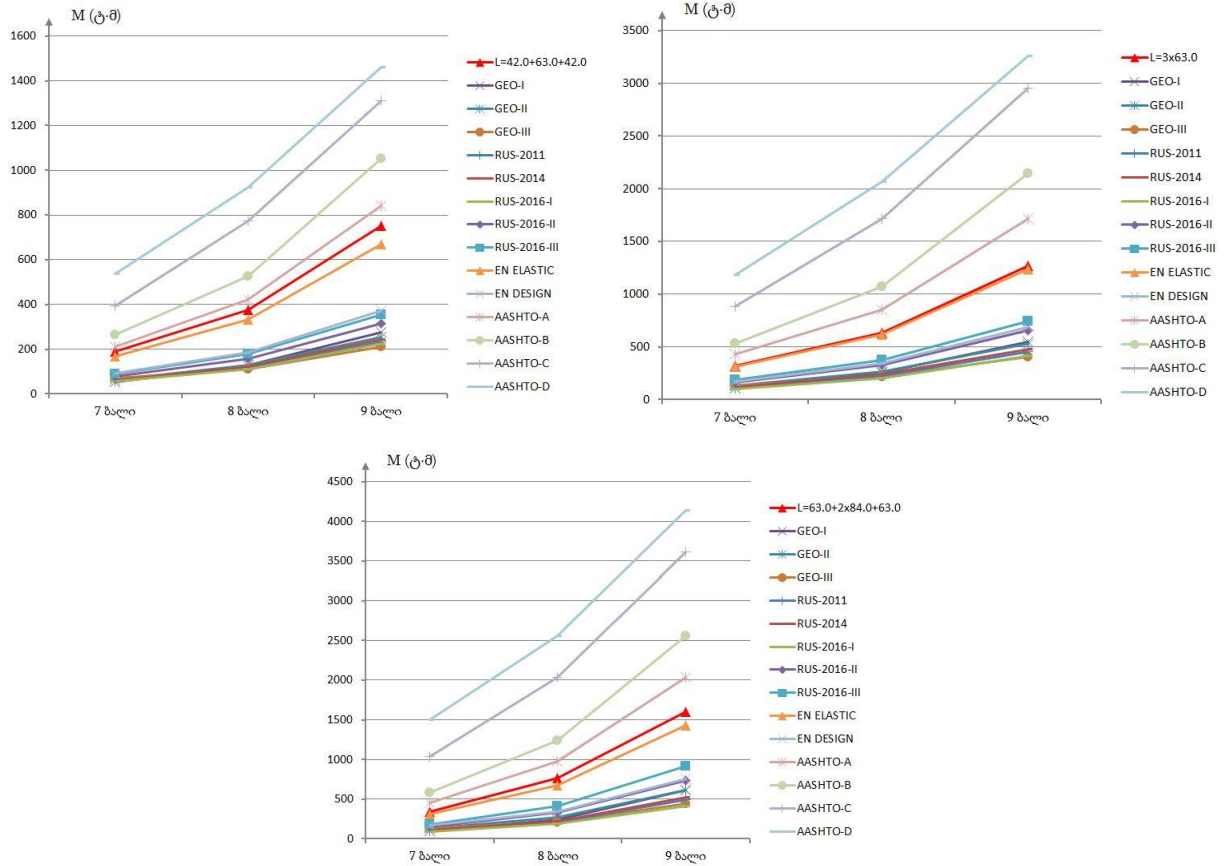 M (ტ·მ)
1600
1400
1200
1000
800
600
400
200
0
7 ბალი
8 ბალი
9 ბალი
L=42.0+63.0+42.0
GEO-I
GEO-II
GEO-III
RUS-2011
RUS-2014
RUS-2016-I
RUS-2016-II
RUS-2016-III
EN ELASTIC
EN DESIGN
AASHTO-A
AASHTO-B
AASHTO-C
AASHTO-D
M (ტ·მ)
3500
3000
2500
2000
1500
1000
500
0
7 ბალი
8 ბალი
9 ბალი
L=3x63.0
GEO-I
GEO-II
GEO-III
RUS-2011
RUS-2014
RUS-2016-I
RUS-2016-II
RUS-2016-III
EN ELASTIC
EN DESIGN
AASHTO-A
AASHTO-B
AASHTO-C
AASHTO-D
M (ტ·მ)
4500
4000
3500
3000
2500
2000
1500
1000
500
0
7 ბალი
8 ბალი
9 ბალი
L=63.0+2x84.0+63.0
GEO-I
GEO-II
GEO-III
RUS-2011
RUS-2014
RUS-2016-I
RUS-2016-II
RUS-2016-III
EN ELASTIC
EN DESIGN
AASHTO-A
AASHTO-B
AASHTO-C
AASHTO-D